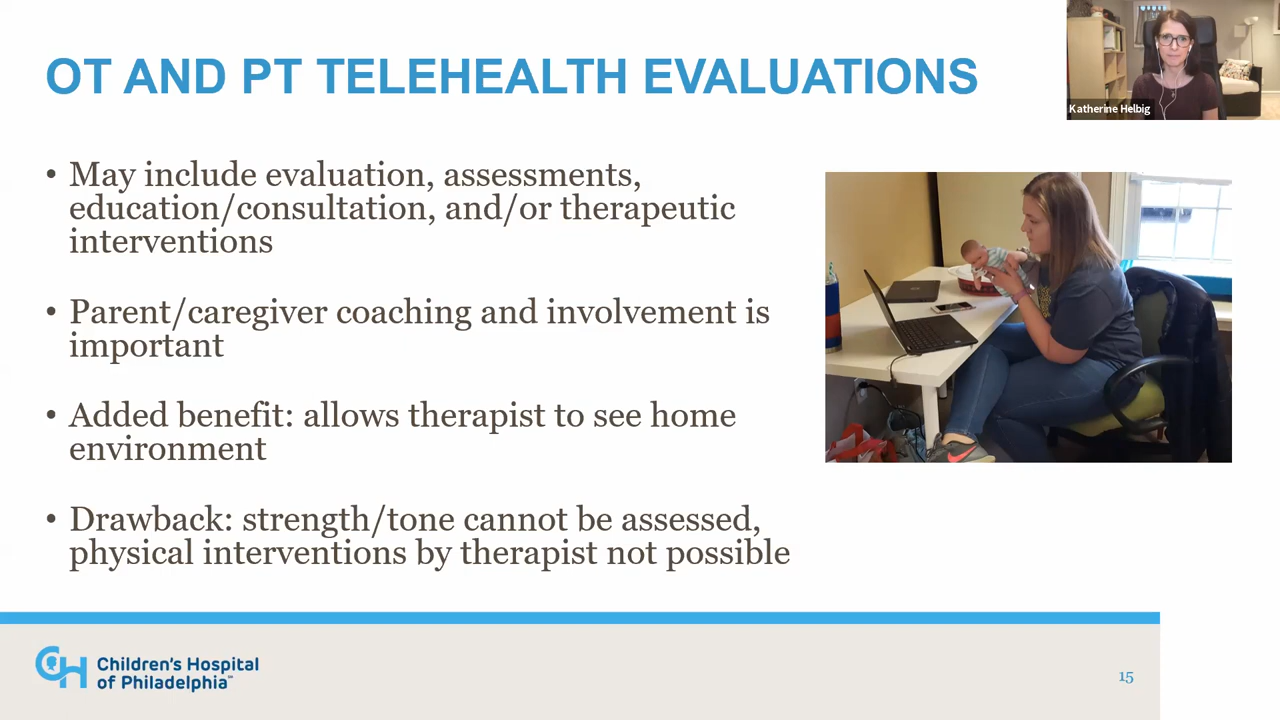 OT AND PT TELEHEALTH EVALUATIONS
Katherine Helbig
• May include evaluation, assessments,
education/consultation, and/or therapeutic
interventions
• Parent/caregiver coaching and involvement is
important
• Added benefit: allows therapist to see home
environment
• Drawback: strength/tone cannot be assessed,
physical interventions by therapist not possible
CH
Children's Hospital
of Philadelphia℠
15